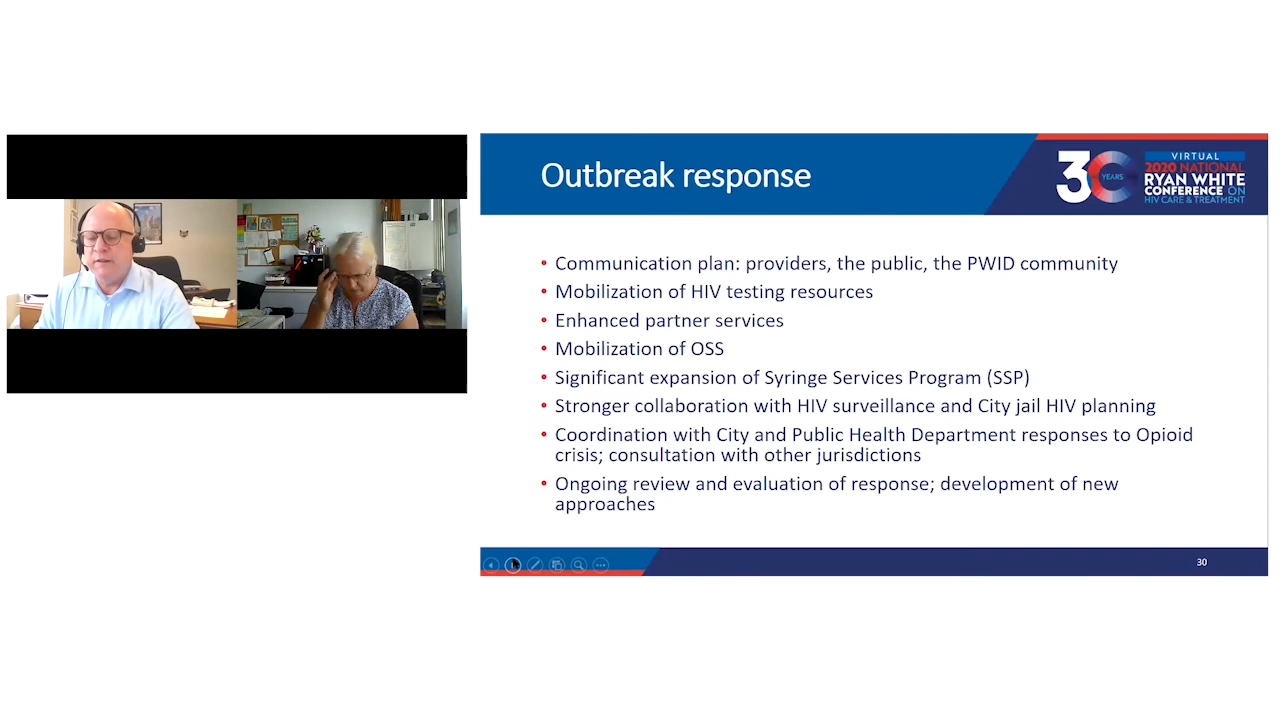 Outbreak response
30
YEARS
VIRTUAL
2020 NATIONAL
RYAN WHITE
CONFERENCE ON
HIV CARE & TREATMENT
• Communication plan: providers, the public, the PWID community
• Mobilization of HIV testing resources
• Enhanced partner services
• Mobilization of OSS
• Significant expansion of Syringe Services Program (SSP)
• Stronger collaboration with HIV surveillance and City jail HIV planning
• Coordination with City and Public Health Department responses to Opioid
crisis; consultation with other jurisdictions
• Ongoing review and evaluation of response; development of new
approaches
30